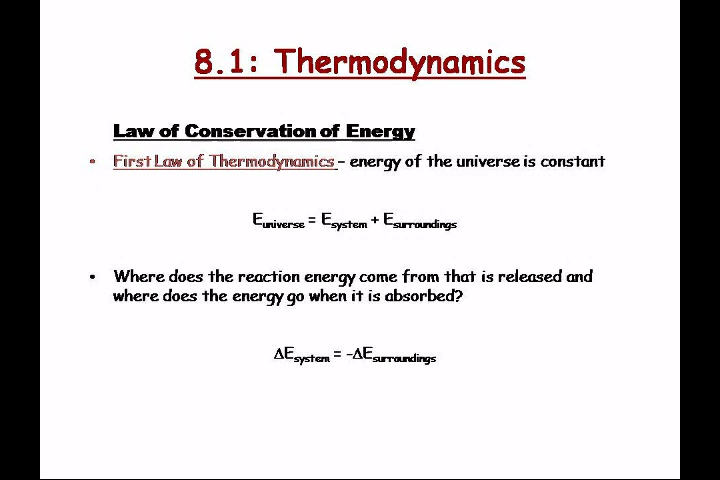 8.1: Thermodynamics
Law of Conservation of Energy
• First Law of Thermodynamics – energy of the universe is constant
Euniverse = Esystem + Esurroundings
• Where does the reaction energy come from that is released and
where does the energy go when it is absorbed?
ΔEsystem = -ΔEsurroundings